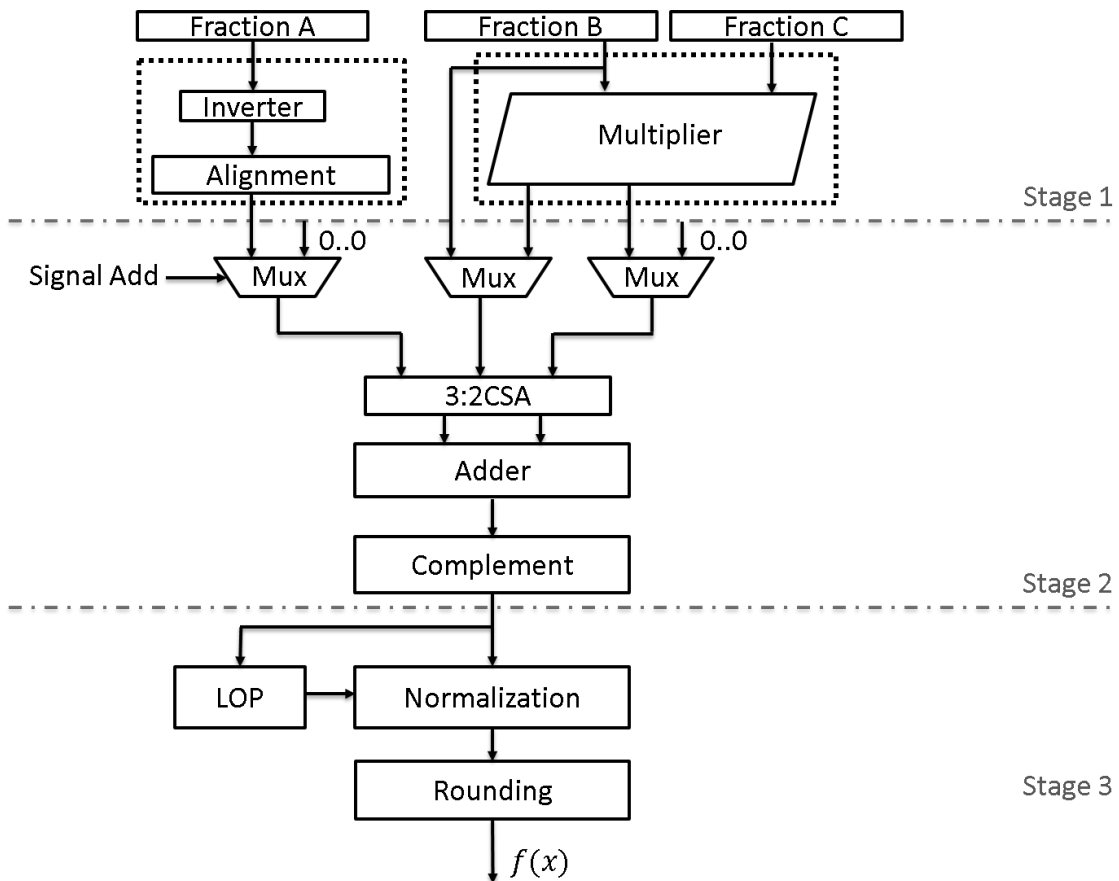 Fraction A
Fraction B
Fraction C
Inverter
Multiplier
Alignment
Stage 1
0..0
0..0
Signal Add
Mux
Mux
Mux
3:2CSA
Adder
Complement
Stage 2
LOP
Normalization
Rounding
Stage 3
f(x)